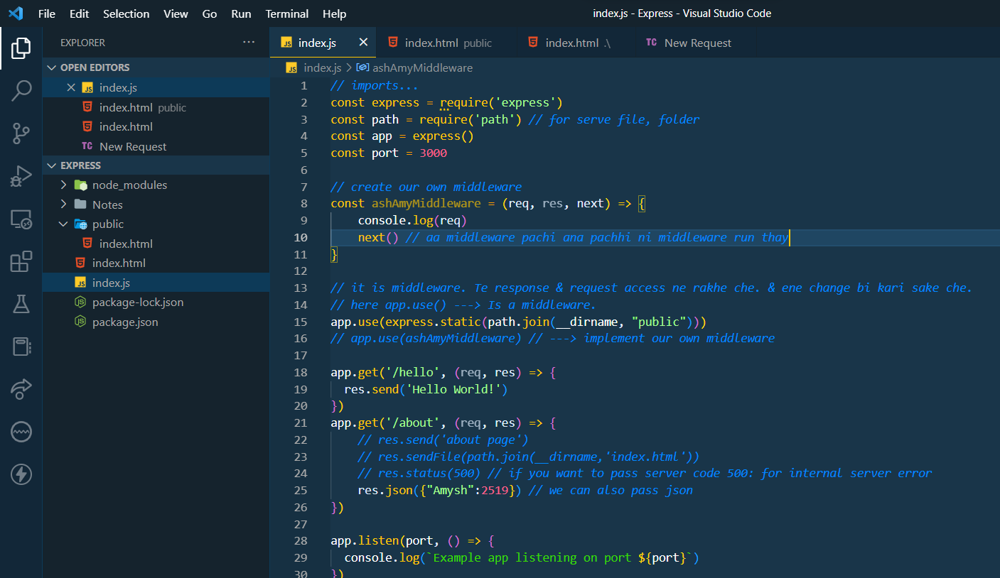 File Edit Selection View Go Run Terminal Help
index.js - Express - Visual Studio Code
EXPLORER
OPEN EDITORS
index.js
index.html public
index.html
TC New Request
EXPRESS
node_modules
Notes
public
index.html
index.html
index.js
package-lock.json
package.json
JS index.js
index.html public
index.html .\
TC New Request
JS index.js > ashAmyMiddleware
1 // imports...
2 const express = require('express')
3 const path = require('path') // for serve file, folder
4 const app = express()
5 const port = 3000
6
7 // create our own middleware
8 const ashAmyMiddleware = (req, res, next) => {
9 console.log(req)
10 next() // aa middleware pachi ana pachhi ni middleware run thay
11 }
12
13 // it is middleware. Te response & request access ne rakhe che. & ene change bi kari sake che.
14 // here app.use() ---> Is a middleware.
15 app.use(express.static(path.join(__dirname, "public")))
16 // app.use(ashAmyMiddleware) // ---> implement our own middleware
17
18 app.get('/hello', (req, res) => {
19 res.send('Hello World!')
20 })
21 app.get('/about', (req, res) => {
22 // res.send('about page')
23 // res.sendFile(path.join(__dirname,'index.html'))
24 // res.status(500) // if you want to pass server code 500: for internal server error
25 res.json({"Amysh":2519}) // we can also pass json
26 })
27
28 app.listen(port, () => {
29 console.log(`Example app listening on port ${port}`)
30 })